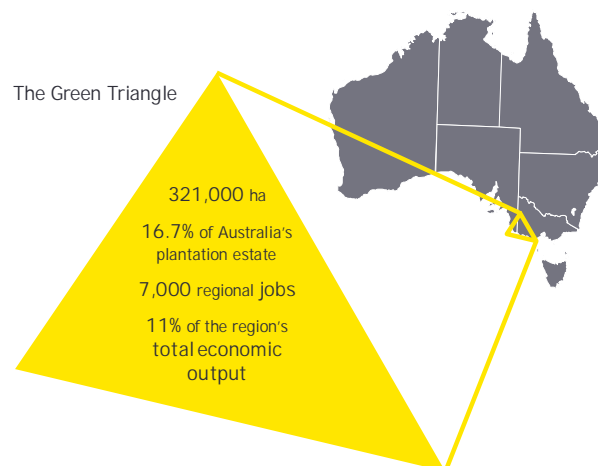 The Green Triangle
321,000 ha
16.7% of Australia's
plantation estate
7,000 regional jobs
11% of the region's
total economic
output